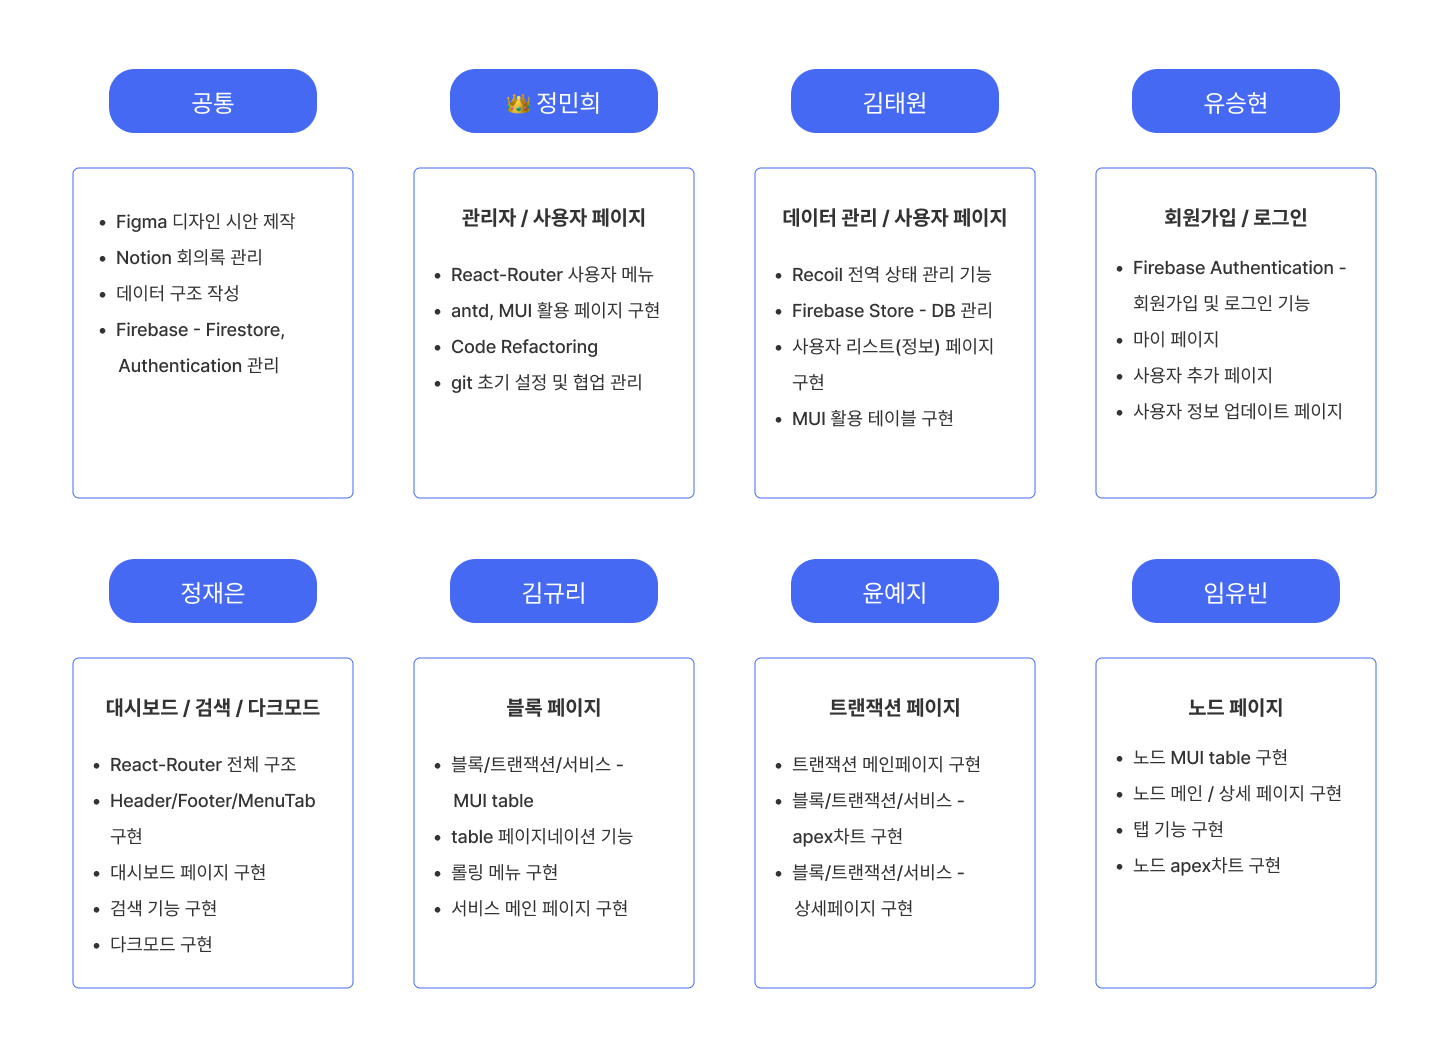 공통
• Figma 디자인 시안 제작
• Notion 회의록 관리
• 데이터 구조 작성
• Firebase - Firestore,
Authentication 관리
👑 정민희
관리자 / 사용자 페이지
• React-Router 사용자 메뉴
• antd, MUI 활용 페이지 구현
• Code Refactoring
• git 초기 설정 및 협업 관리
김태원
데이터 관리 / 사용자 페이지
• Recoil 전역 상태 관리 기능
• Firebase Store - DB 관리
• 사용자 리스트(정보) 페이지
구현
• MUI 활용 테이블 구현
유승현
회원가입 / 로그인
• Firebase Authentication -
회원가입 및 로그인 기능
• 마이 페이지
• 사용자 추가 페이지
• 사용자 정보 업데이트 페이지
정재은
대시보드 / 검색 / 다크모드
• React-Router 전체 구조
• Header/Footer/MenuTab
구현
• 대시보드 페이지 구현
• 검색 기능 구현
• 다크모드 구현
김규리
블록 페이지
• 블록/트랜잭션/서비스 -
MUI table
• table 페이지네이션 기능
• 롤링 메뉴 구현
• 서비스 메인 페이지 구현
윤예지
트랜잭션 페이지
• 트랜잭션 메인페이지 구현
• 블록/트랜잭션/서비스 -
apex차트 구현
• 블록/트랜잭션/서비스 -
상세페이지 구현
임유빈
노드 페이지
• 노드 MUI table 구현
• 노드 메인 / 상세 페이지 구현
• 탭 기능 구현
• 노드 apex차트 구현